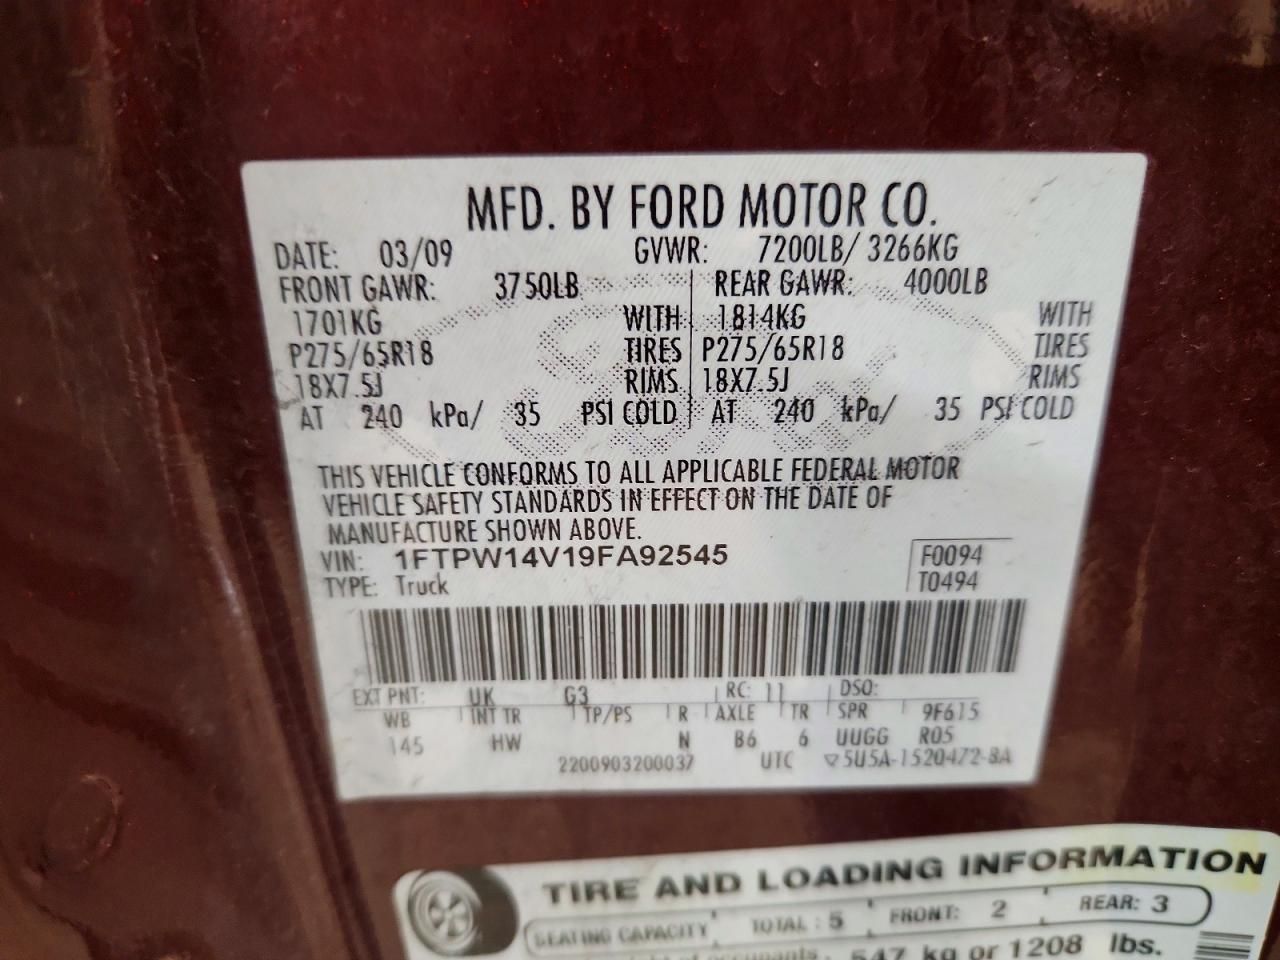 MFD. BY FORD MOTOR CO.
DATE: 03/09 GVWR: 7200LB/ 3266KG
FRONT GAWR: 3750LB REAR GAWR: 4000LB
1701KG WITH 1814KG WITH
P275/65R18 TIRES P275/65R18 TIRES
18X7.5J RIMS 18X7.5J RIMS
AT 240 kPa/ 35 PSI COLD AT 240 kPa/ 35 PSI COLD
THIS VEHICLE CONFORMS TO ALL APPLICABLE FEDERAL MOTOR
VEHICLE SAFETY STANDARDS IN EFFECT ON THE DATE OF
MANUFACTURE SHOWN ABOVE.
VIN: 1FTPW14V19FA92545 F0094
TYPE: Truck T0494
EXT PNT: UK G3 RC: 11 DSO:
WB INT TR TP/PS R AXLE TR SPR 9F615
145 HW N B6 6 UUGG R05
2200903200037 UTC ▽5U5A-1520472-BA
TIRE AND LOADING INFORMATION
SEATING CAPACITY TOTAL : 5 FRONT: 2 REAR: 3
of occupants 547 kg or 1208 lbs.